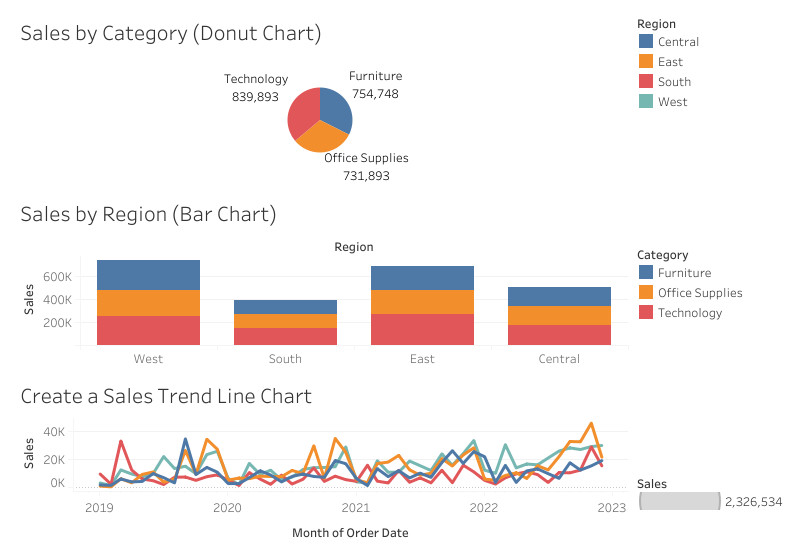 Sales by Category (Donut Chart)
Technology
839,893
Furniture
754,748
Office Supplies
731,893
Region
Central
East
South
West
Sales by Region (Bar Chart)
Region
Sales
600K
400K
200K
West South East Central
Category
Furniture
Office Supplies
Technology
Create a Sales Trend Line Chart
Sales
40K
20K
0K
2019 2020 2021 2022 2023
Month of Order Date
Sales
2,326,534